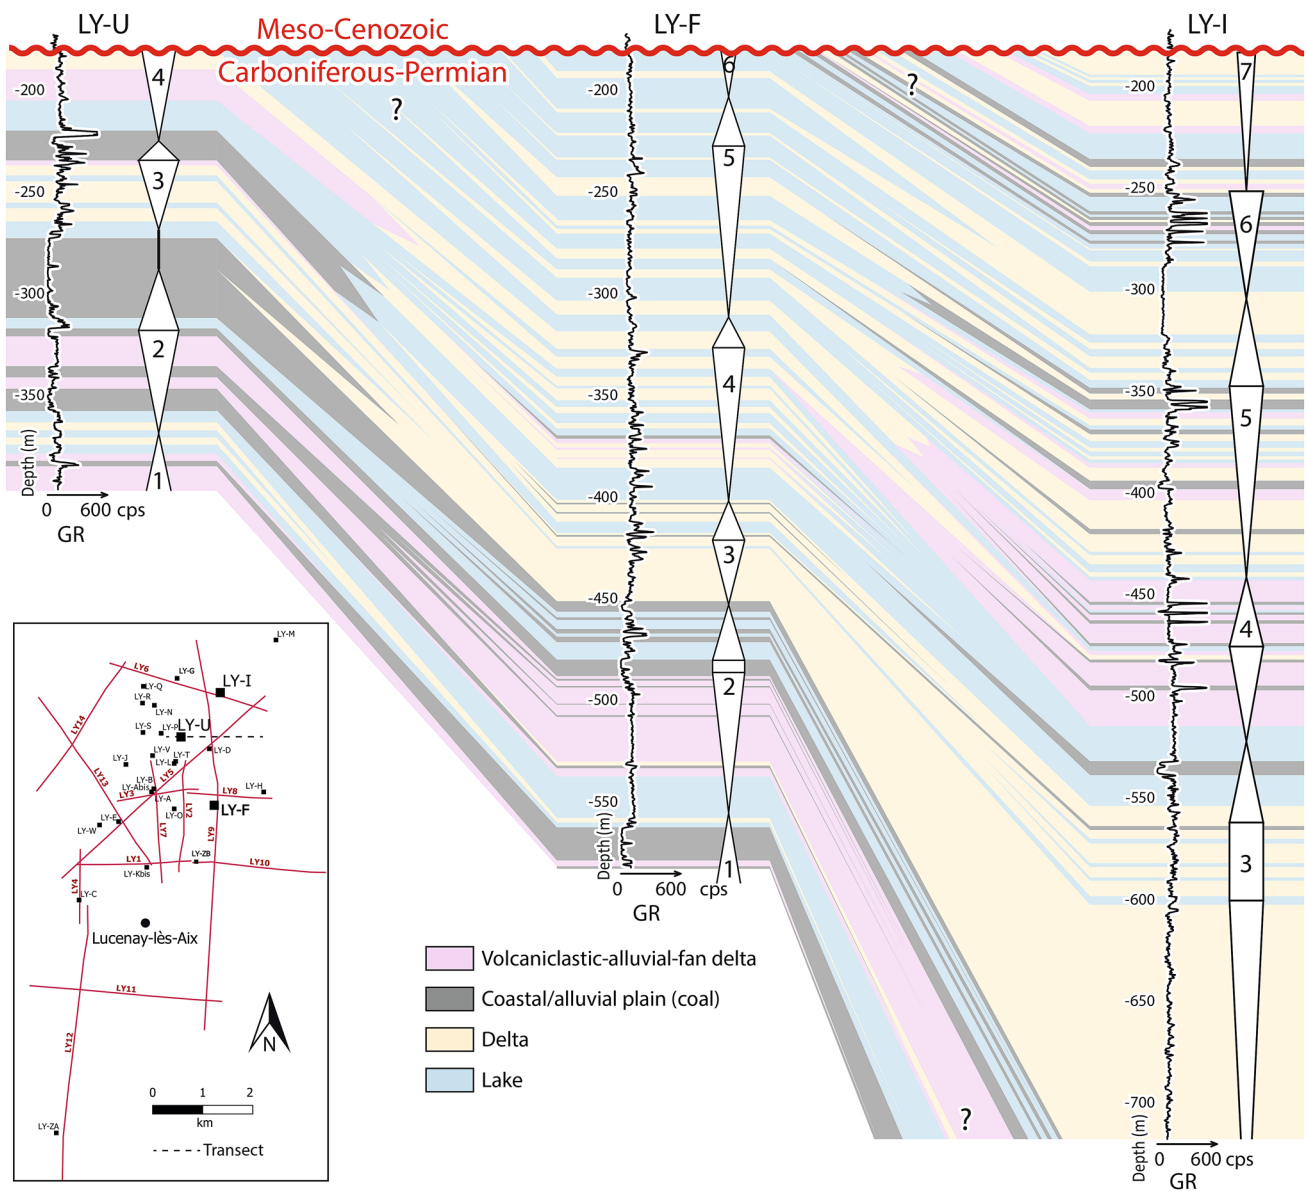 LY-U
Meso-Cenozoic
LY-F
LY-I
Carboniferous-Permian
?
?
-200
-250
-300
-350
Depth (m)
0 600 cps
GR
4
3
2
1
-200
-250
-300
-350
-400
-450
-500
-550
Depth (m)
0 600 cps
GR
6
5
4
3
2
1
-200
-250
-300
-350
-400
-450
-500
-550
-600
-650
-700
Depth (m)
0 600 cps
GR
7
6
5
4
3
?
LY-M
LY6
LY-G
LY-I
LY-Q
LY-R
LY-N
LY14
LY-S
LY-P
LY-U
LY-D
LY-V
LY-T
LY-L
LY-J
LY13
LY5
LY-B
LY-Abis
LY3
LY-A
LY8
LY-H
LY-F
LY-O
LY2
LY-E
LY-W
LY7
LY9
LY1
LY-ZB
LY10
LY-Kbis
LY4
LY-C
Lucenay-lès-Aix
LY11
LY12
N
0 1 2
km
LY-ZA
Transect
Volcaniclastic-alluvial-fan delta
Coastal/alluvial plain (coal)
Delta
Lake